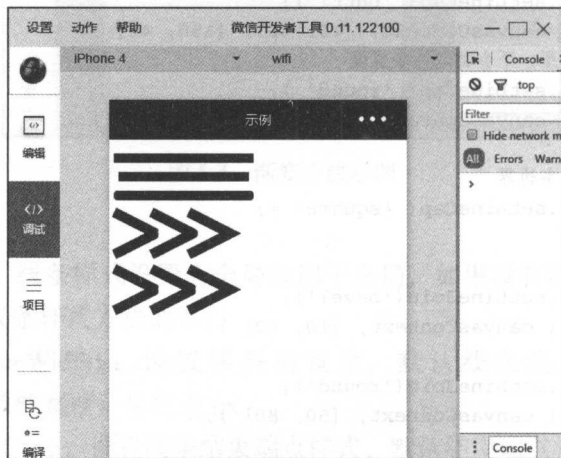 设置 动作 帮助 微信开发者工具 0.11.122100
iPhone 4 wifi
Console
top
Filter
Hide network m
All Errors Warn
示例
编辑
</>
调试
项目
编译
Console